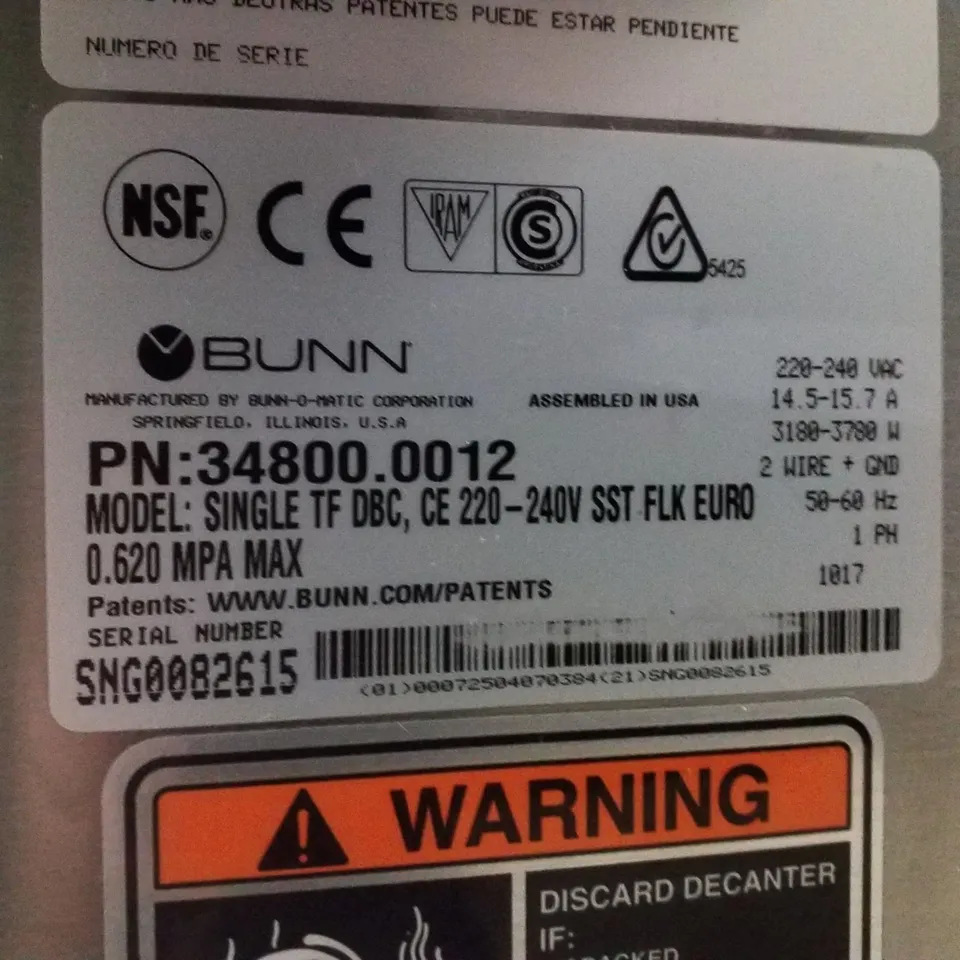 DEOTRAS PATENTES PUEDE ESTAR PENDIENTE
NUMERO DE SERIE
NSF®
CE
IRAM
S
5425
BUNN®
MANUFACTURED BY BUNN-O-MATIC CORPORATION
SPRINGFIELD, ILLINOIS, U.S.A
ASSEMBLED IN USA
PN:34800.0012
MODEL: SINGLE TF DBC, CE 220-240V SST FLK EURO
0.620 MPA MAX
Patents: WWW.BUNN.COM/PATENTS
220-240 VAC
14.5-15.7 A
3180-3780 W
2 WIRE + GND
50-60 Hz
1 PH
1017
SERIAL NUMBER
SNG0082615
(01)00072504070384(21)SNG0082615
WARNING
DISCARD DECANTER
IF: